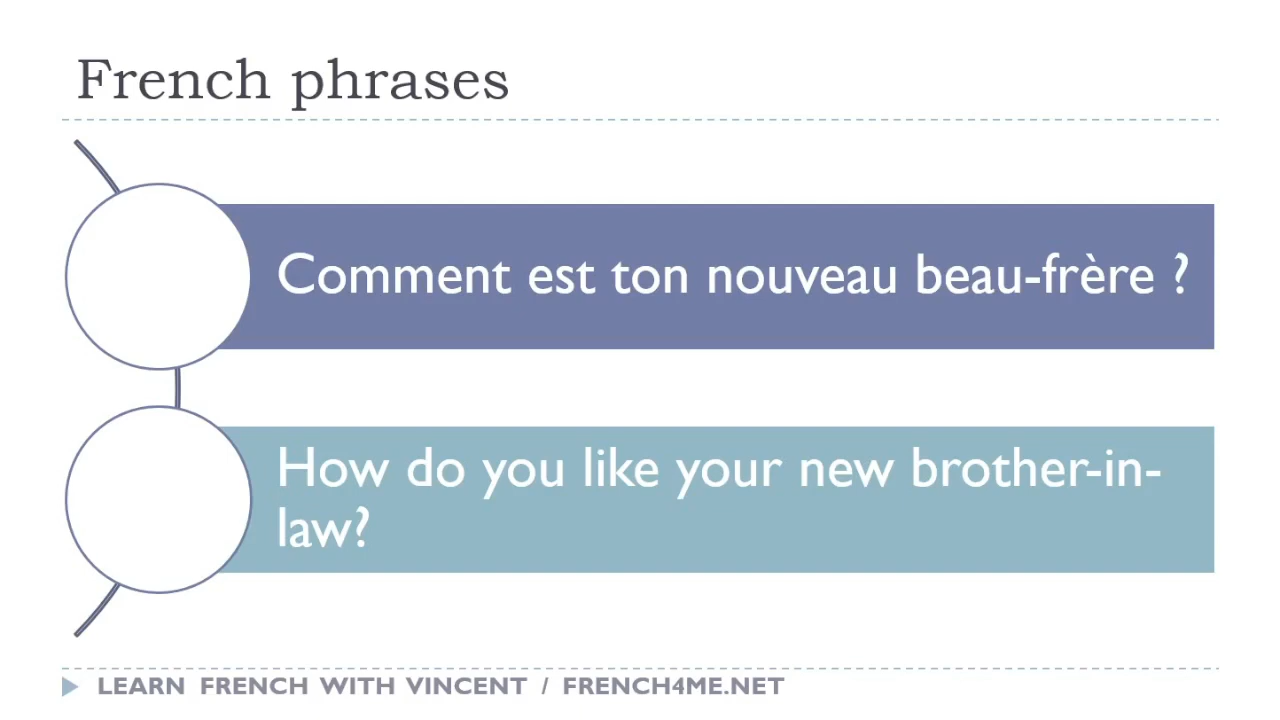 French phrases
Comment est ton nouveau beau-frère ?
How do you like your new brother-in-
law?
LEARN FRENCH WITH VINCENT / FRENCH4ME.NET